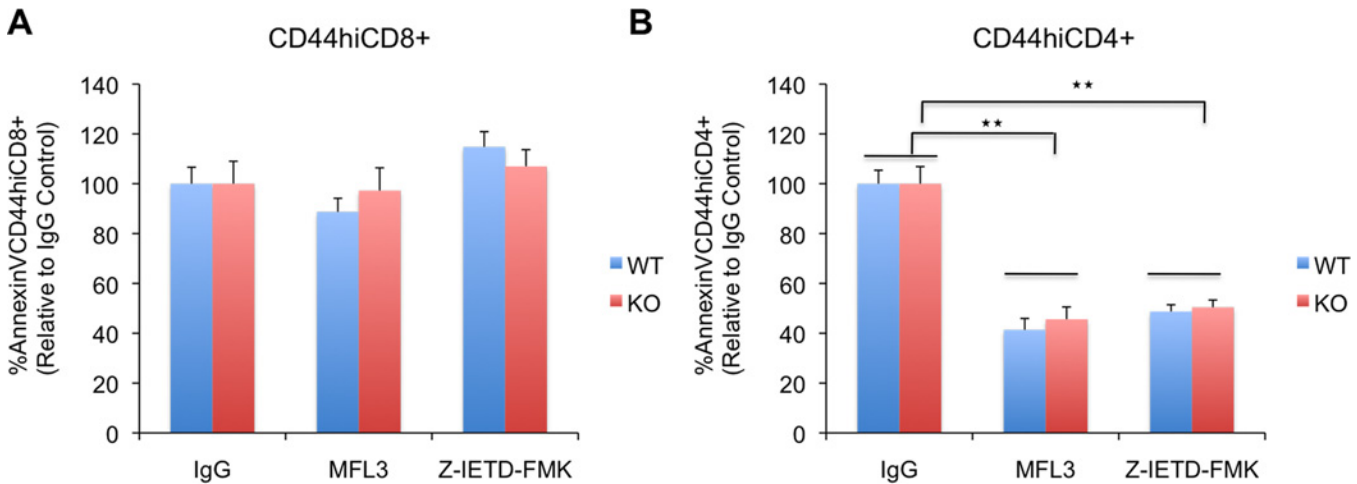 A
CD44hiCD8+
%AnnexinVCD44hiCD8+
(Relative to IgG Control)
140
120
100
80
60
40
20
0
IgG MFL3 Z-IETD-FMK
WT
KO
B
CD44hiCD4+
%AnnexinVCD44hiCD4+
(Relative to IgG Control)
140
120
100
80
60
40
20
0
★★
★★
IgG MFL3 Z-IETD-FMK
WT
KO